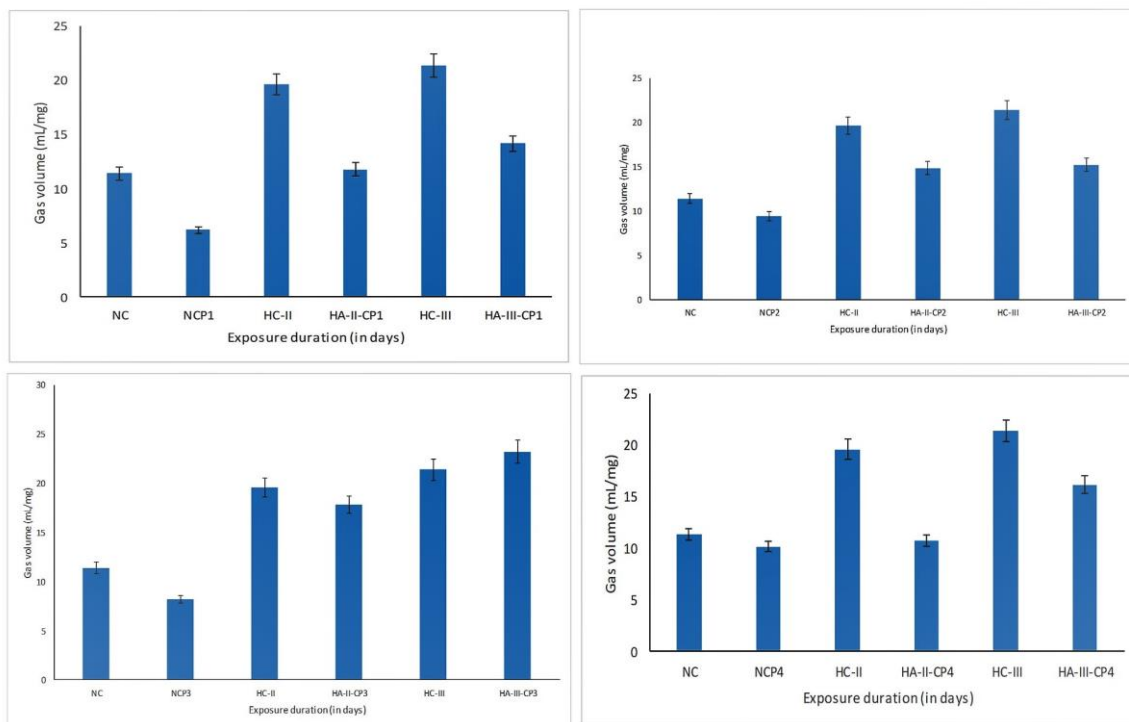 25
20
15
10
5
0
Gas volume (mL/mg)
NC NCP1 HC-II HA-II-CP1 HC-III HA-III-CP1
Exposure duration (in days)
25
20
15
10
5
0
Gas volume (mL/mg)
NC NCP2 HC-II HA-II-CP2 HC-III HA-III-CP2
Exposure duration (in days)
30
25
20
15
10
5
0
Gas volume (mL/mg)
NC NCP3 HC-II HA-II-CP3 HC-III HA-III-CP3
Exposure duration (in days)
25
20
15
10
5
0
Gas volume (mL/mg)
NC NCP4 HC-II HA-II-CP4 HC-III HA-III-CP4
Exposure duration (in days)